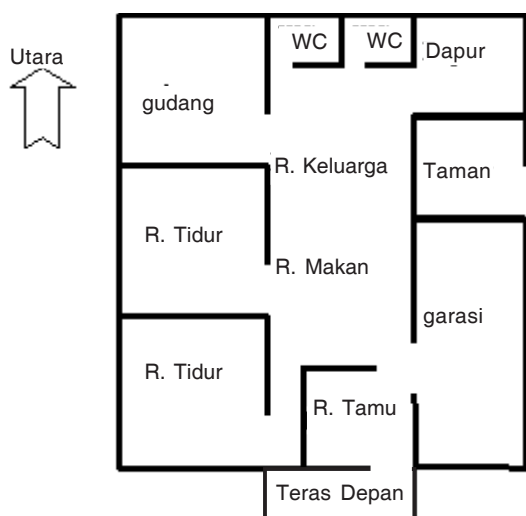 Utara
WC
WC
Dapur
gudang
R. Keluarga
Taman
R. Tidur
R. Makan
garasi
R. Tidur
R. Tamu
Teras Depan